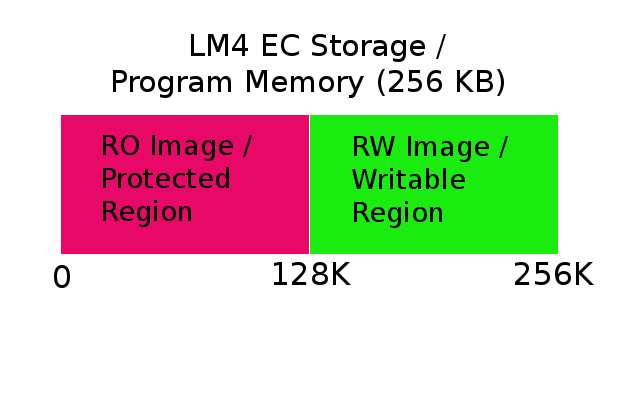 LM4 EC Storage /
Program Memory (256 KB)
RO Image /
Protected
Region
RW Image /
Writable
Region
0
128K
256K